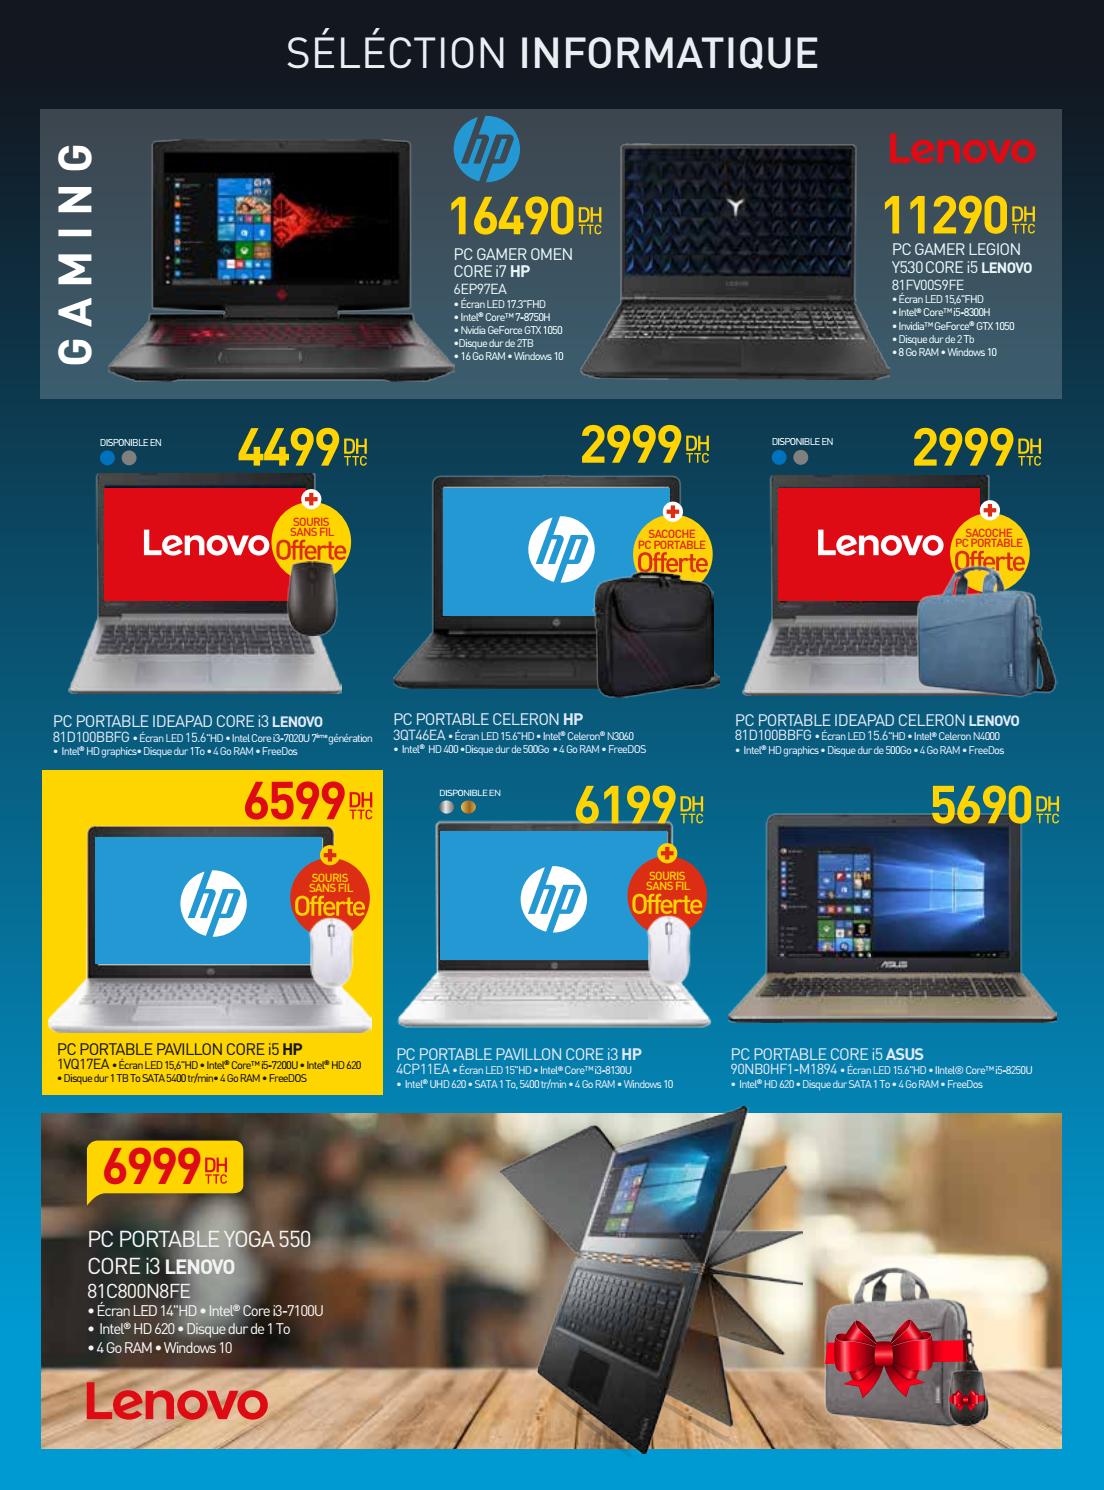 SÉLÉCTION INFORMATIQUE
GAMING
hp
16490 DH TTC
PC GAMER OMEN
CORE i7 HP
6EP97EA
• Écran LED 17.3"FHD
• Intel® Core™ 7-8750H
• Nvidia GeForce GTX 1050
•Disque dur de 2TB
• 16 Go RAM • Windows 10
Lenovo
11290 DH TTC
PC GAMER LEGION
Y530 CORE i5 LENOVO
81FV00S9FE
• Écran LED 15,6"FHD
• Intel® Core™ i5-8300H
• Invidia™ GeForce® GTX 1050
• Disque dur de 2 Tb
• 8 Go RAM • Windows 10
DISPONIBLE EN
4499 DH TTC
Lenovo
SOURIS
SANS FIL
Offerte
PC PORTABLE IDEAPAD CORE i3 LENOVO
81D100BBFG • Écran LED 15.6"HD • Intel Core i3-7020U 7ème génération
• Intel® HD graphics• Disque dur 1To • 4 Go RAM • FreeDos
2999 DH TTC
hp
SACOCHE
PC PORTABLE
Offerte
PC PORTABLE CELERON HP
3QT46EA • Écran LED 15.6"HD • Intel® Celeron® N3060
• Intel® HD 400 •Disque dur de 500Go • 4 Go RAM • FreeDOS
DISPONIBLE EN
2999 DH TTC
Lenovo
SACOCHE
PC PORTABLE
Offerte
PC PORTABLE IDEAPAD CELERON LENOVO
81D100BBFG • Écran LED 15.6"HD • Intel® Celeron N4000
• Intel® HD graphics • Disque dur de 500Go • 4 Go RAM • FreeDos
6599 DH TTC
hp
SOURIS
SANS FIL
Offerte
PC PORTABLE PAVILLON CORE i5 HP
1VQ17EA • Écran LED 15,6"HD • Intel® Core™ i5-7200U • Intel® HD 620
• Disque dur 1 TB To SATA 5400 tr/min• 4 Go RAM • FreeDOS
DISPONIBLE EN
6199 DH TTC
hp
SOURIS
SANS FIL
Offerte
PC PORTABLE PAVILLON CORE i3 HP
4CP11EA • Écran LED 15"HD • Intel® Core™ i3-8130U
• Intel® UHD 620 • SATA 1 To, 5400 tr/min • 4 Go RAM • Windows 10
5690 DH TTC
ASUS
PC PORTABLE CORE i5 ASUS
90NB0HF1-M1894 • Écran LED 15.6"HD • IIntel® Core™ i5-8250U
• Intel® HD 620 • Disque dur SATA 1 To • 4 Go RAM • FreeDos
6999 DH TTC
PC PORTABLE YOGA 550
CORE i3 LENOVO
81C800N8FE
• Écran LED 14"HD • Intel® Core i3-7100U
• Intel® HD 620 • Disque dur de 1 To
• 4 Go RAM • Windows 10
Lenovo